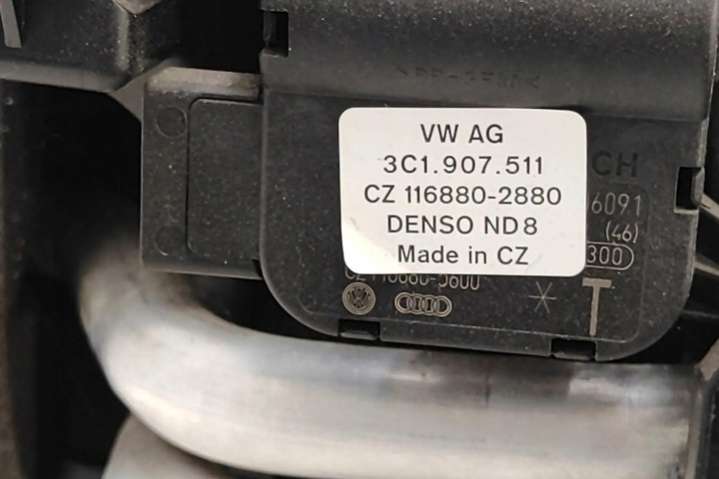 VW AG
3C1.907.511
CZ 116880-2880
DENSO ND8
Made in CZ
CH
6091
(46)
300
T